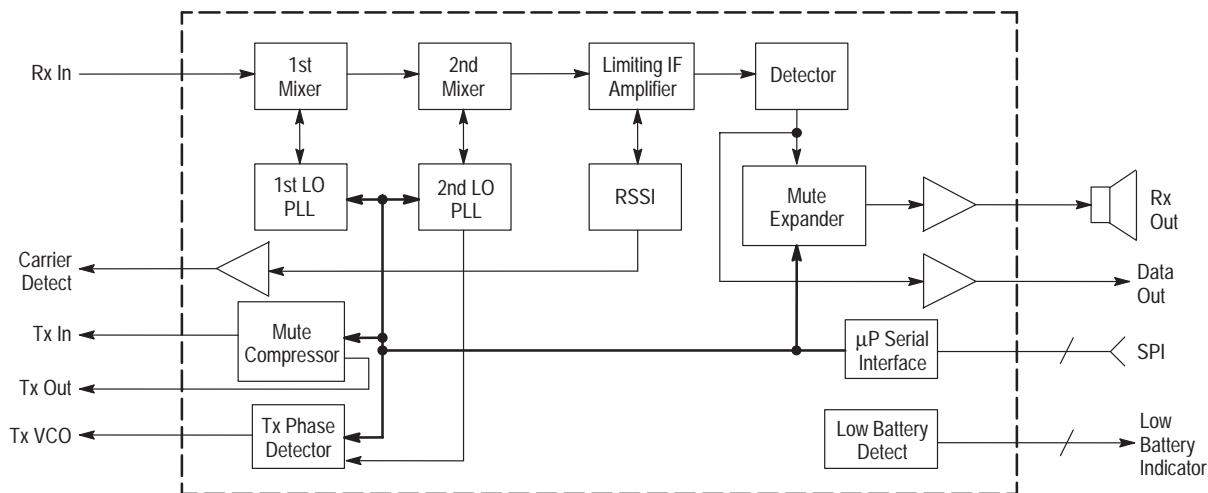 Rx In
1st
Mixer
2nd
Mixer
Limiting IF
Amplifier
Detector
1st LO
PLL
2nd LO
PLL
RSSI
Mute
Expander
Rx
Out
Carrier
Detect
Data
Out
Tx In
Mute
Compressor
µP Serial
Interface
SPI
Tx Out
Tx VCO
Tx Phase
Detector
Low Battery
Detect
Low
Battery
Indicator